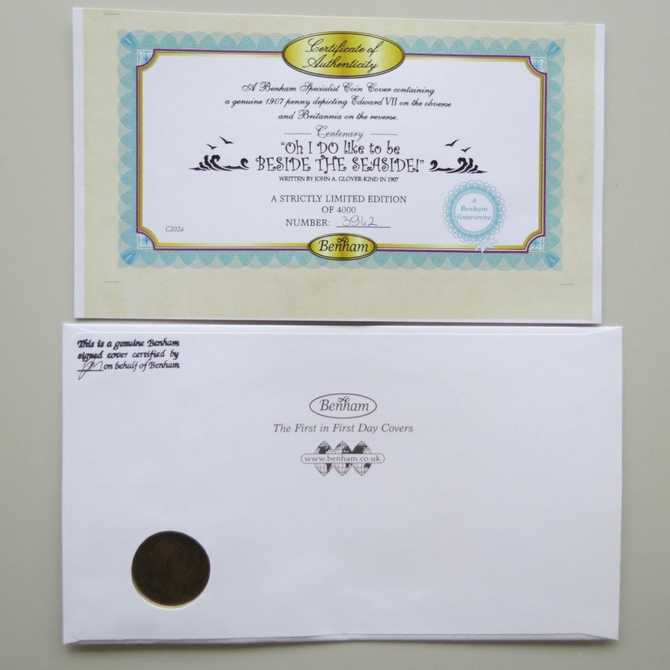 Certificate of
Authenticity
A Benham Specialist Coin Cover containing
a genuine 1907 penny depicting Edward VII on the obverse
and Britannia on the reverse.
Centenary
"Oh I DO like to be
BESIDE THE SEASIDE!"
WRITTEN BY JOHN A. GLOVER-KIND IN 1907
A STRICTLY LIMITED EDITION
OF 4000
NUMBER: 3942
A
Benham
Guarantee
C202a
Benham
This is a genuine Benham
signed cover certified by
on behalf of Benham
Benham
The First in First Day Covers
www.benham.co.uk